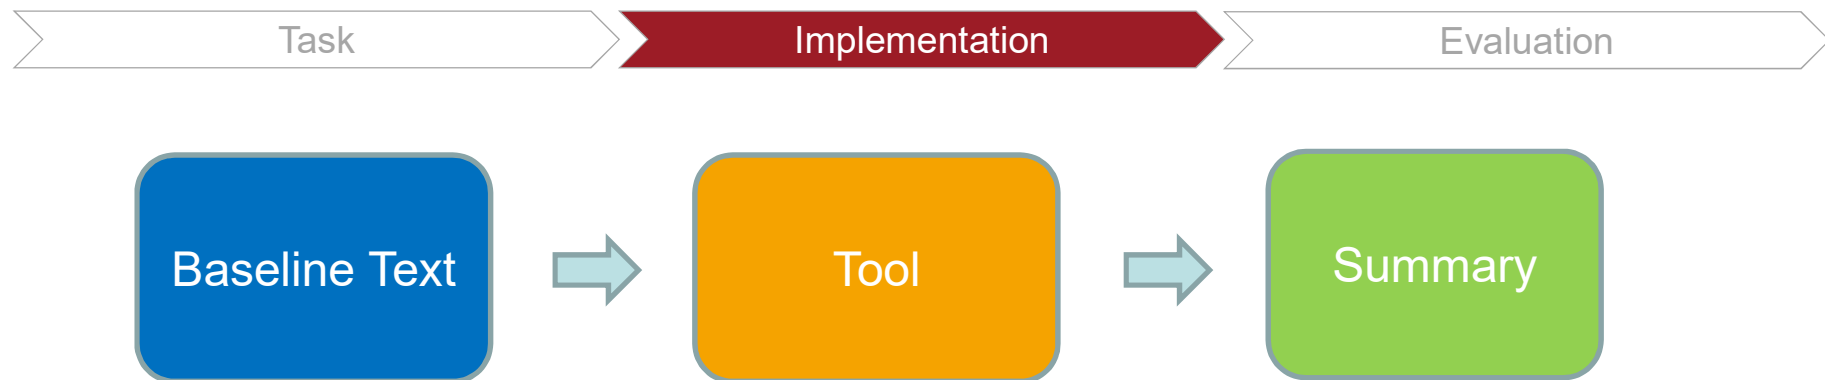 Task
Implementation
Evaluation
Baseline Text
Tool
Summary